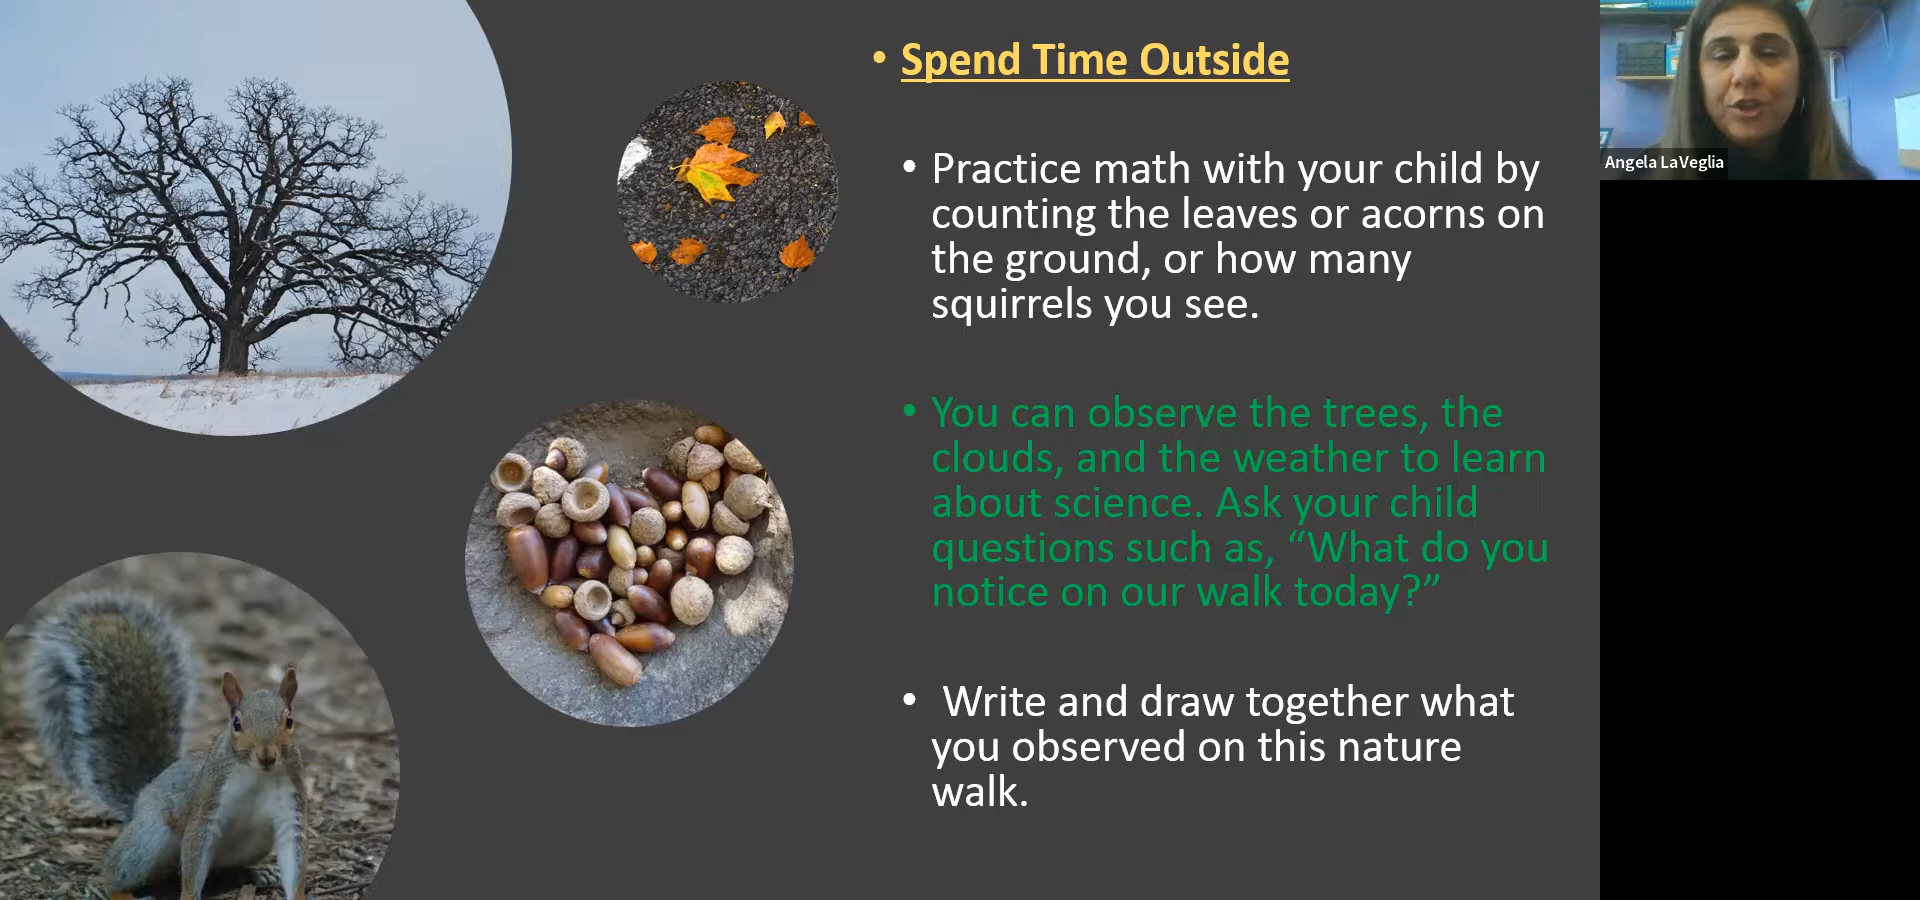 • Spend Time Outside
• Practice math with your child by
counting the leaves or acorns on
the ground, or how many
squirrels you see.
• You can observe the trees, the
clouds, and the weather to learn
about science. Ask your child
questions such as, “What do you
notice on our walk today?”
• Write and draw together what
you observed on this nature
walk.
Angela LaVeglia